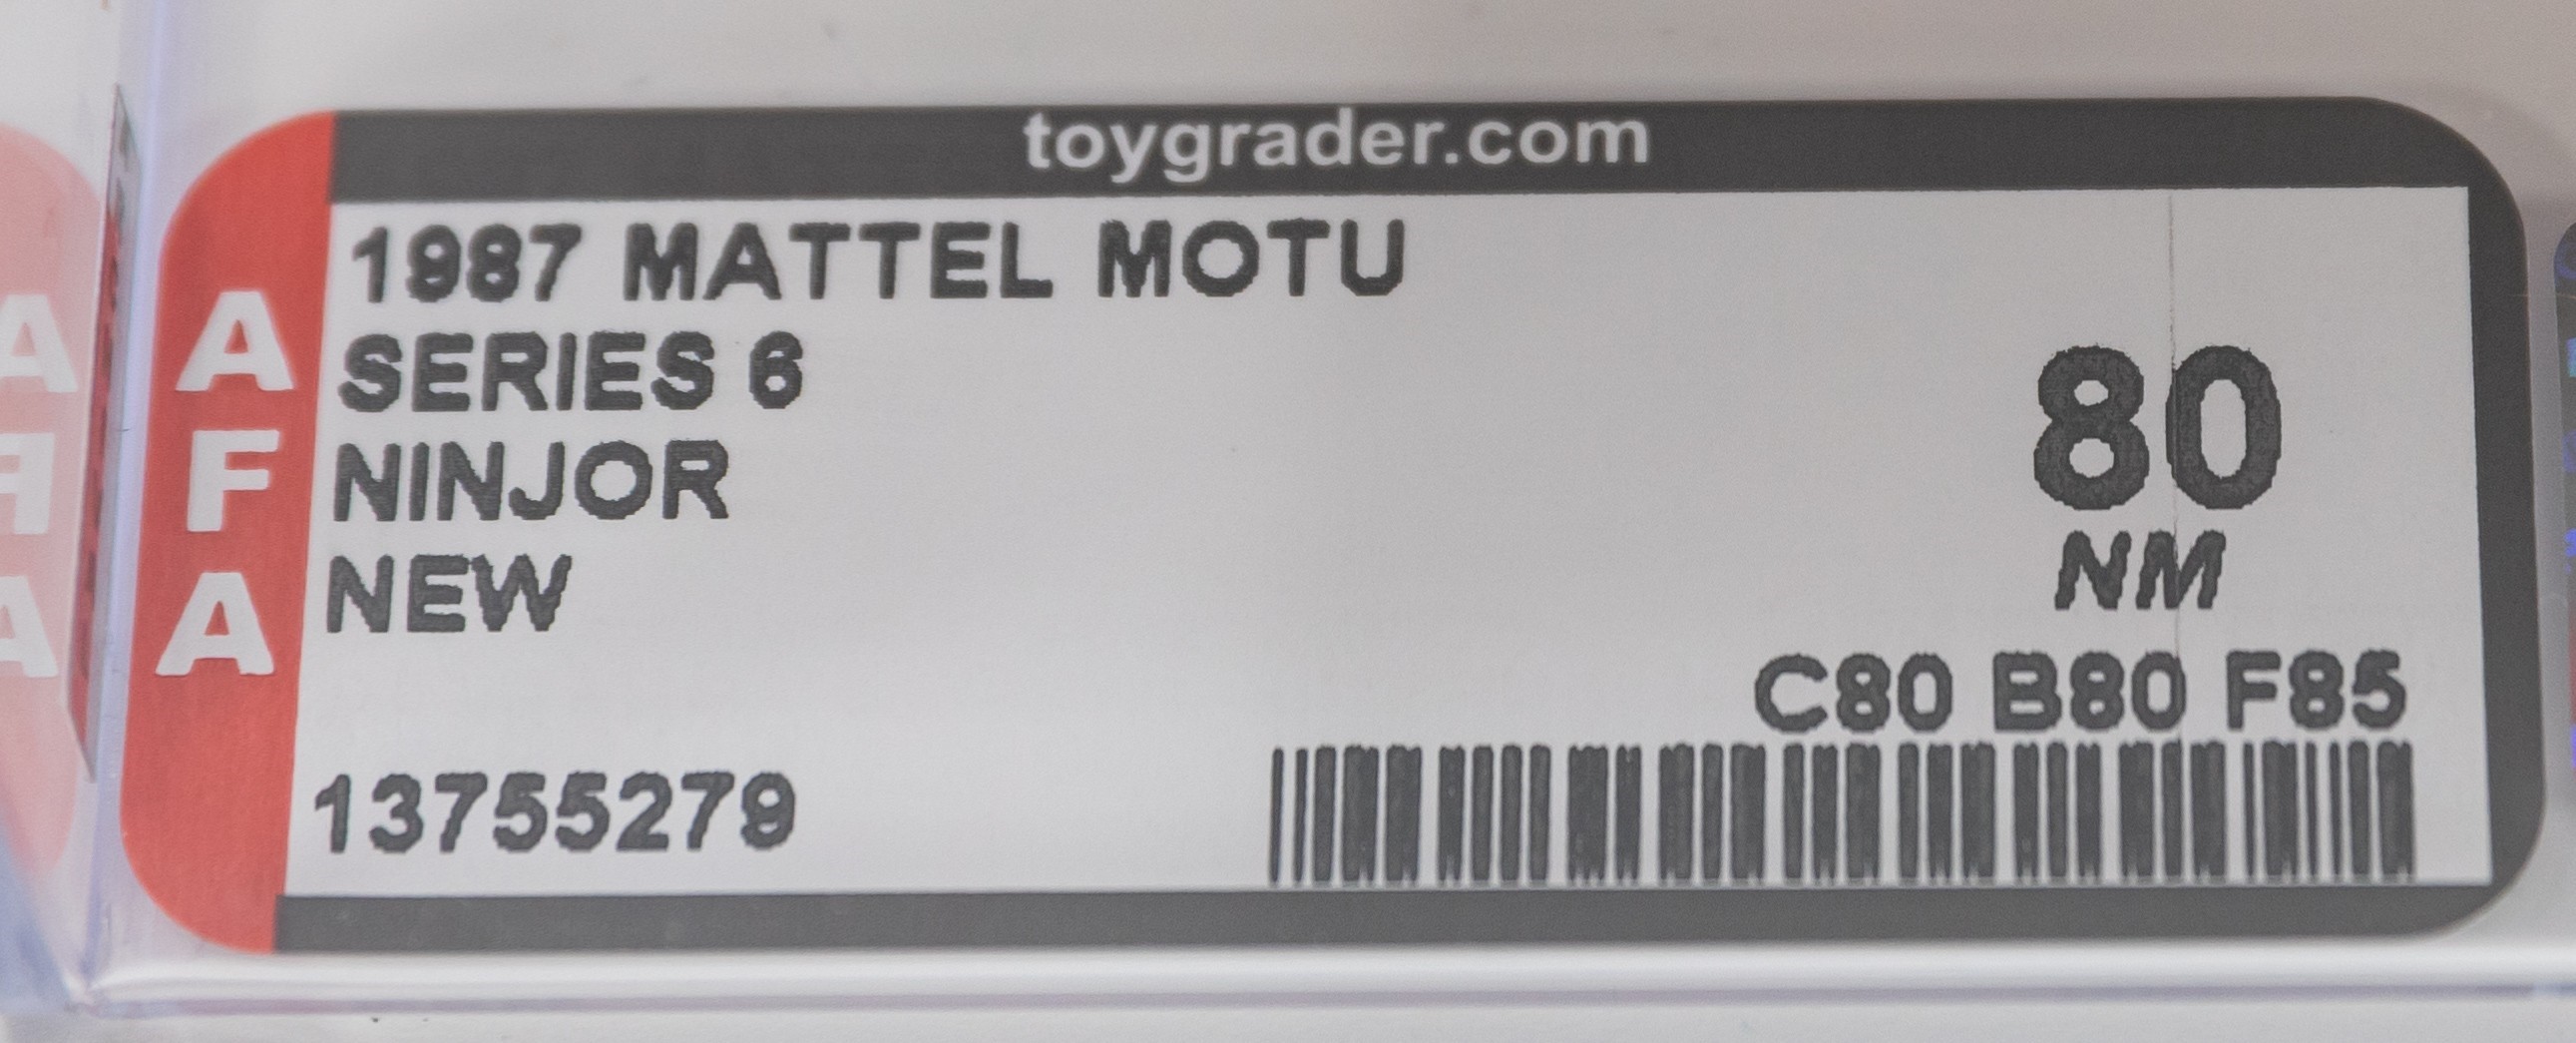 toygrader.com
AFA
1987 MATTEL MOTU
SERIES 6
NINJOR
NEW
80
NM
C80 B80 F85
13755279